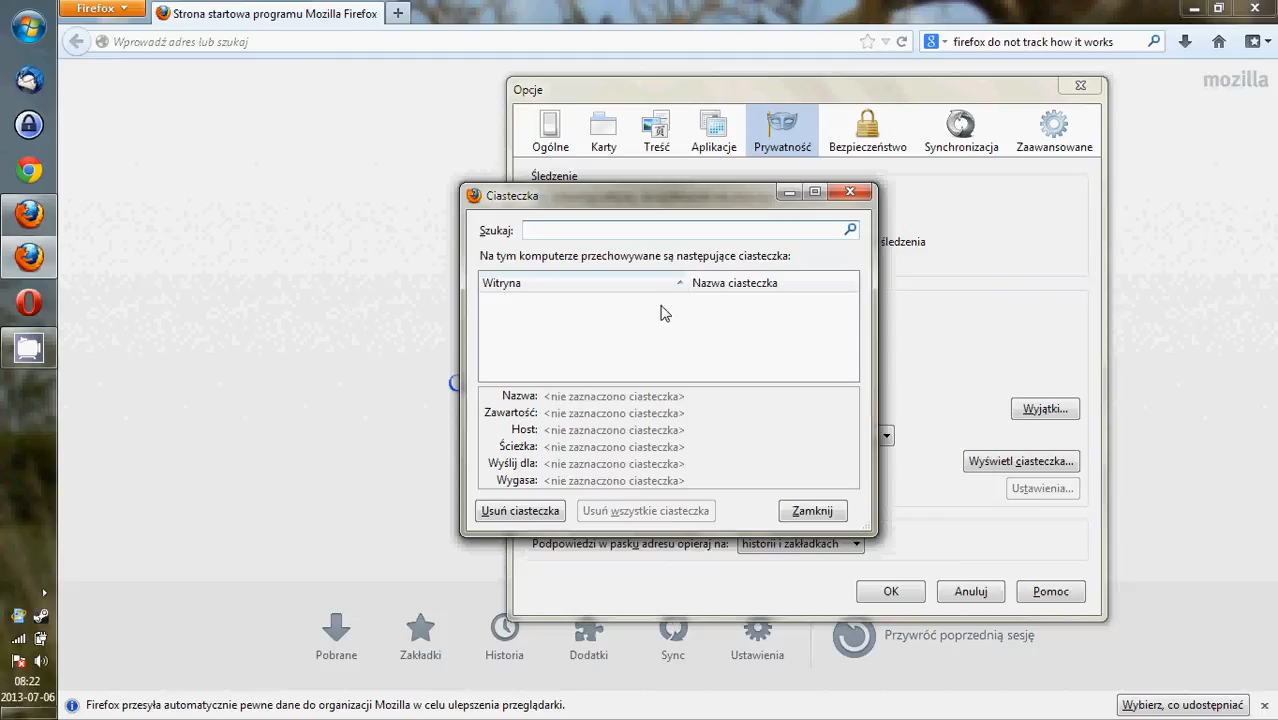 Firefox
Strona startowa programu Mozilla Firefox
Wprowadź adres lub szukaj
firefox do not track how it works
mozilla
Opcje
Ogólne
Karty
Treść
Aplikacje
Prywatność
Bezpieczeństwo
Synchronizacja
Zaawansowane
Śledzenie
śledzenia
Ciasteczka
Szukaj:
Na tym komputerze przechowywane są następujące ciasteczka:
Witryna
Nazwa ciasteczka
Nazwa: <nie zaznaczono ciasteczka>
Zawartość: <nie zaznaczono ciasteczka>
Host: <nie zaznaczono ciasteczka>
Ścieżka: <nie zaznaczono ciasteczka>
Wyślij dla: <nie zaznaczono ciasteczka>
Wygasa: <nie zaznaczono ciasteczka>
Usuń ciasteczka
Usuń wszystkie ciasteczka
Zamknij
Wyjątki...
Wyświetl ciasteczka...
Ustawienia...
Podpowiedzi w pasku adresu opieraj na: historii i zakładkach
OK
Anuluj
Pomoc
Pobrane
Zakładki
Historia
Dodatki
Sync
Ustawienia
Przywróć poprzednią sesję
08:22
2013-07-06
Firefox przesyła automatycznie pewne dane do organizacji Mozilla w celu ulepszenia przeglądarki.
Wybierz, co udostępniać